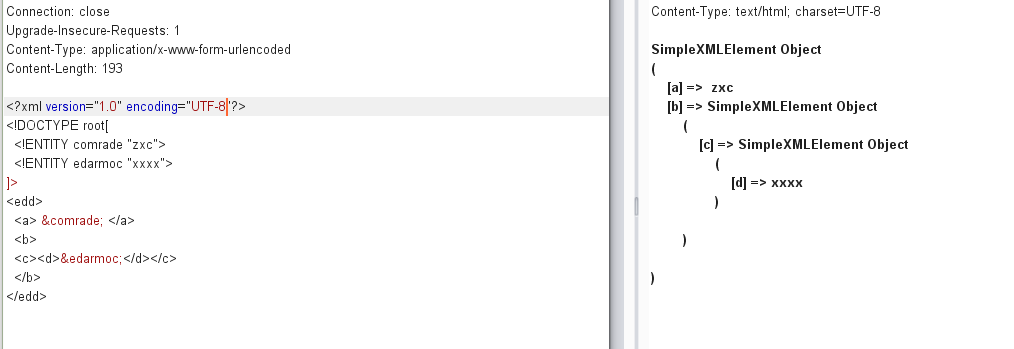 Connection: close
Upgrade-Insecure-Requests: 1
Content-Type: application/x-www-form-urlencoded
Content-Length: 193
<?xml version="1.0" encoding="UTF-8"?>
<!DOCTYPE root[
<!ENTITY comrade "zxc">
<!ENTITY edarmoc "xxxx">
]>
<edd>
<a> &comrade; </a>
<b>
<c><d>&edarmoc;</d></c>
</b>
</edd>
Content-Type: text/html; charset=UTF-8
SimpleXMLElement Object
(
[a] => zxc
[b] => SimpleXMLElement Object
(
[c] => SimpleXMLElement Object
(
[d] => xxxx
)
)
)